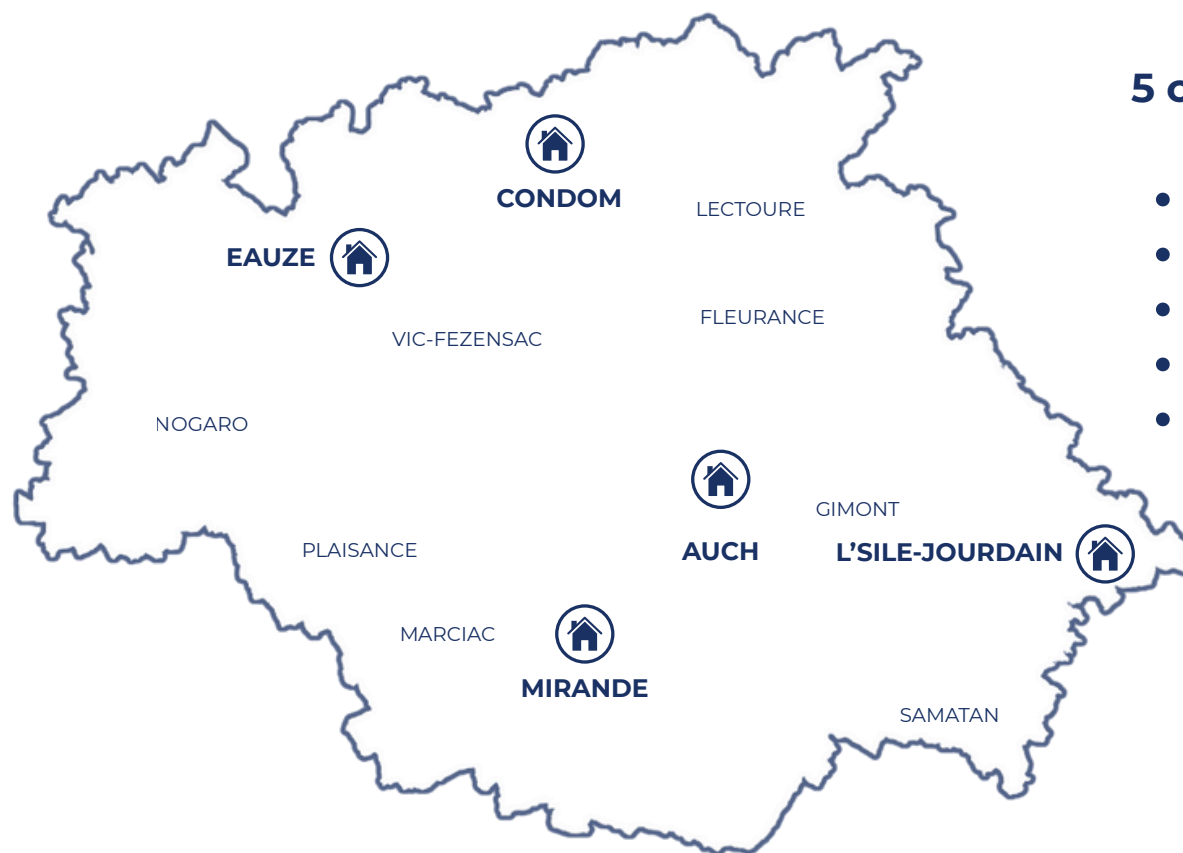 5 c
CONDOM
LECTOURE
EAUZE
FLEURANCE
VIC-FEZENSAC
NOGARO
GIMONT
PLAISANCE
AUCH
L’SILE-JOURDAIN
MARCIAC
MIRANDE
SAMATAN